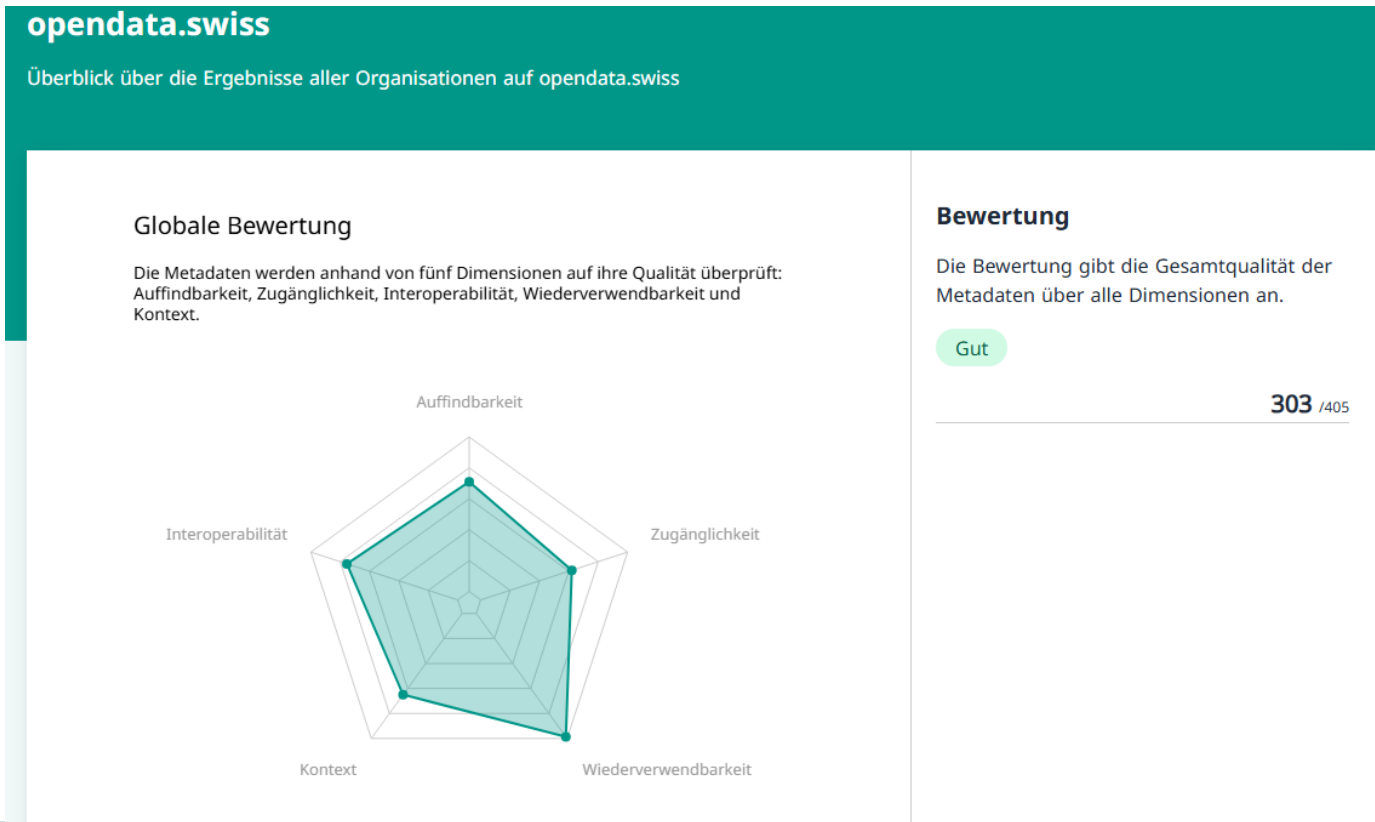 opendata.swiss
Überblick über die Ergebnisse aller Organisationen auf opendata.swiss
Globale Bewertung
Die Metadaten werden anhand von fünf Dimensionen auf ihre Qualität überprüft:
Auffindbarkeit, Zugänglichkeit, Interoperabilität, Wiederverwendbarkeit und
Kontext.
Auffindbarkeit
Interoperabilität
Zugänglichkeit
Kontext
Wiederverwendbarkeit
Bewertung
Die Bewertung gibt die Gesamtqualität der
Metadaten über alle Dimensionen an.
Gut
303 /405